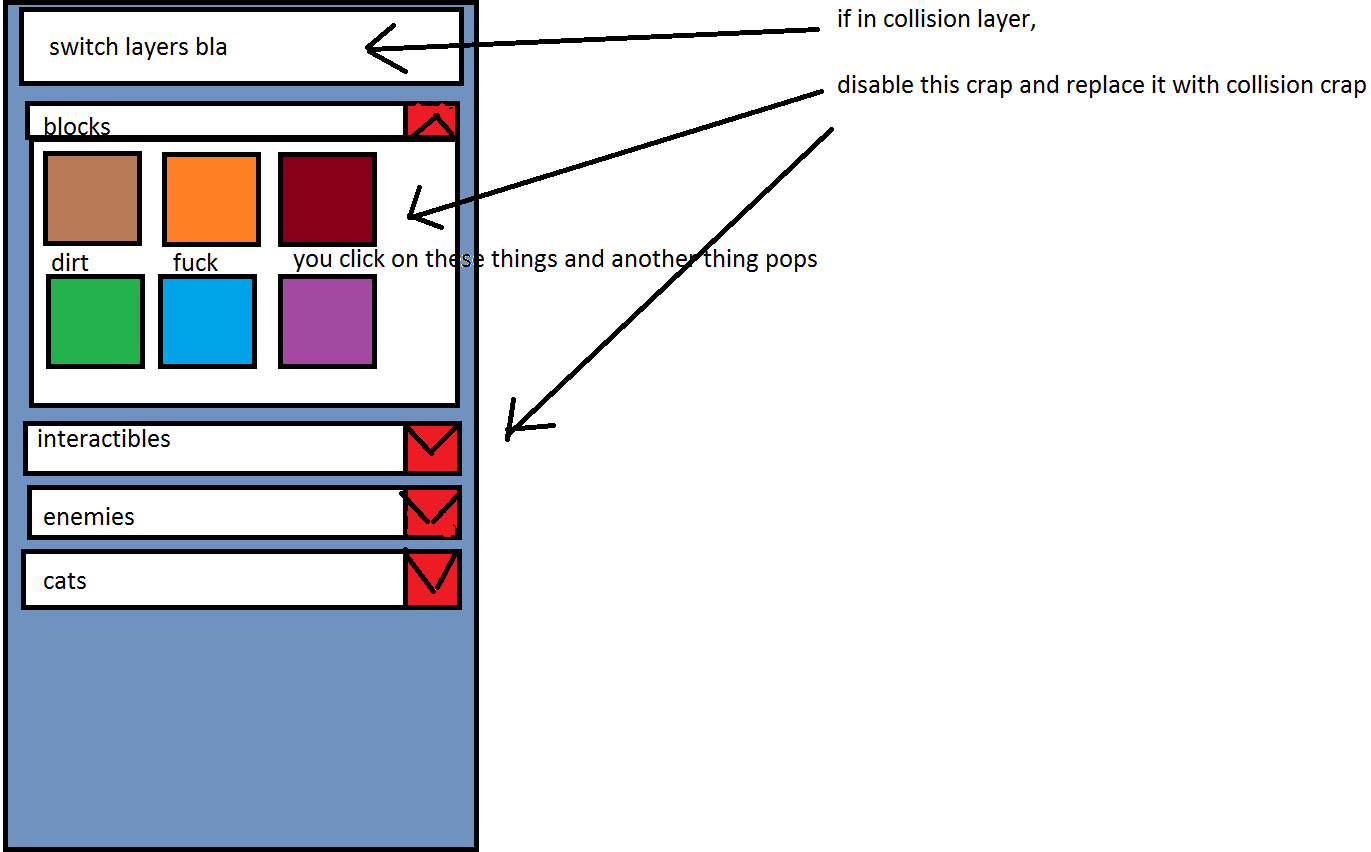 if in collision layer,
switch layers bla
disable this crap and replace it with collision crap
blocks
dirt
fuck
you click on these things and another thing pops
interactibles
enemies
cats